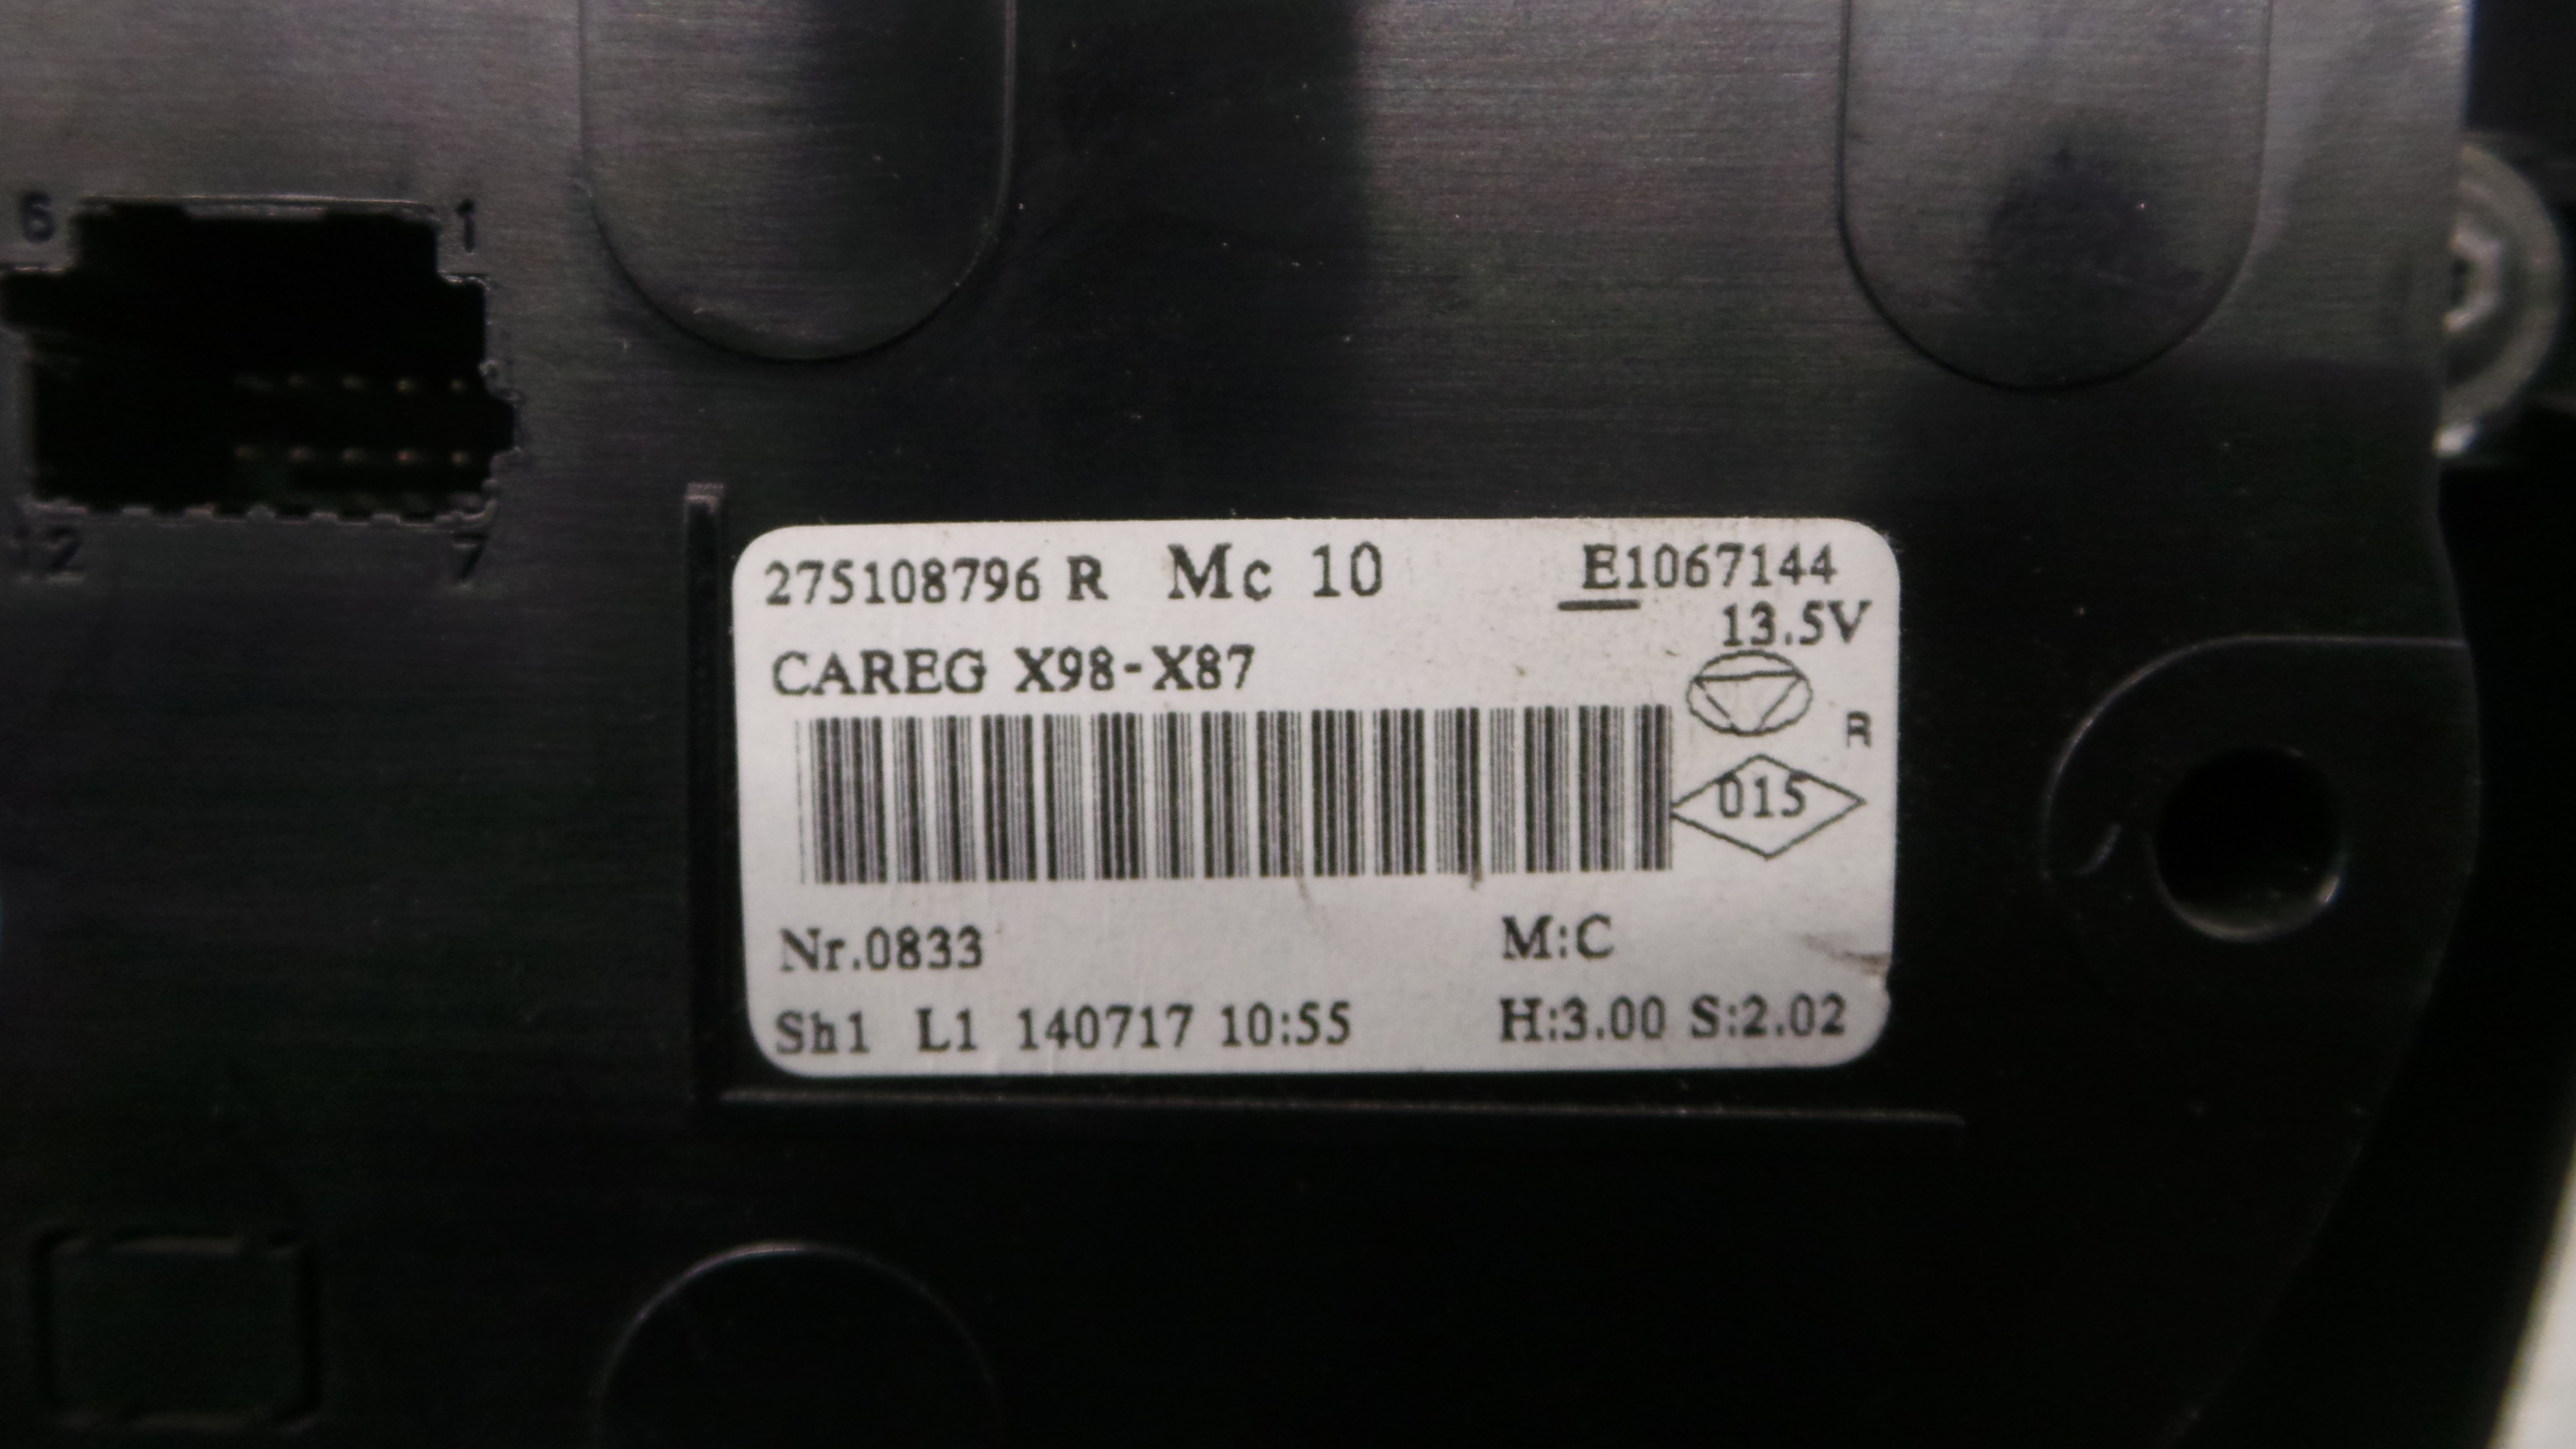 6 1
12 7
275108796 R Mc 10 E1067144
13.5V
CAREG X98-X87
R
015
Nr.0833 M:C
Sh1 L1 140717 10:55 H:3.00 S:2.02